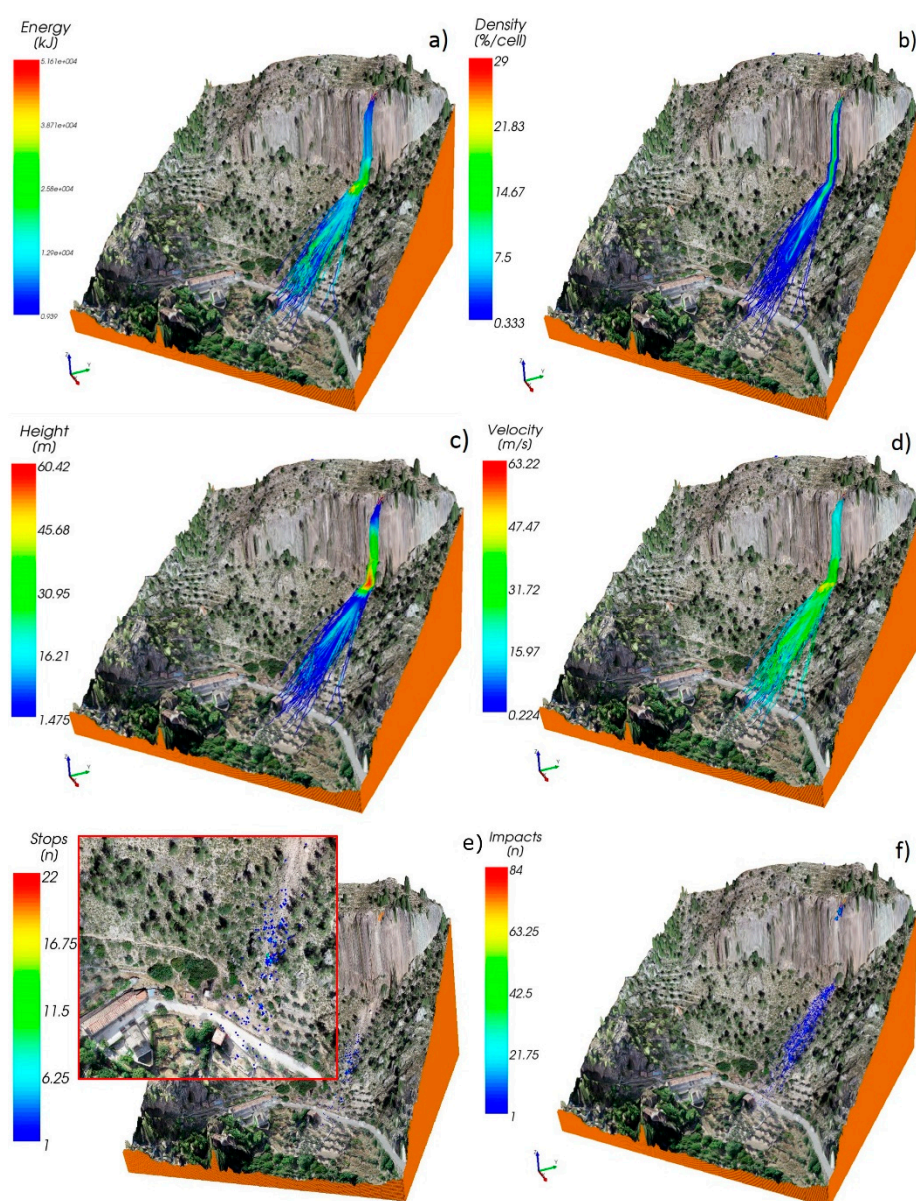 Energy
(kJ)
5.161e+004
3.871e+004
2.58e+004
1.29e+004
0.939
a)
Density
(%/cell)
29
21.83
14.67
7.5
0.333
b)
Height
(m)
60.42
45.68
30.95
16.21
1.475
c)
Velocity
(m/s)
63.22
47.47
31.72
15.97
0.224
d)
Stops
(n)
22
16.75
11.5
6.25
1
e)
Impacts
(n)
84
63.25
42.5
21.75
1
f)